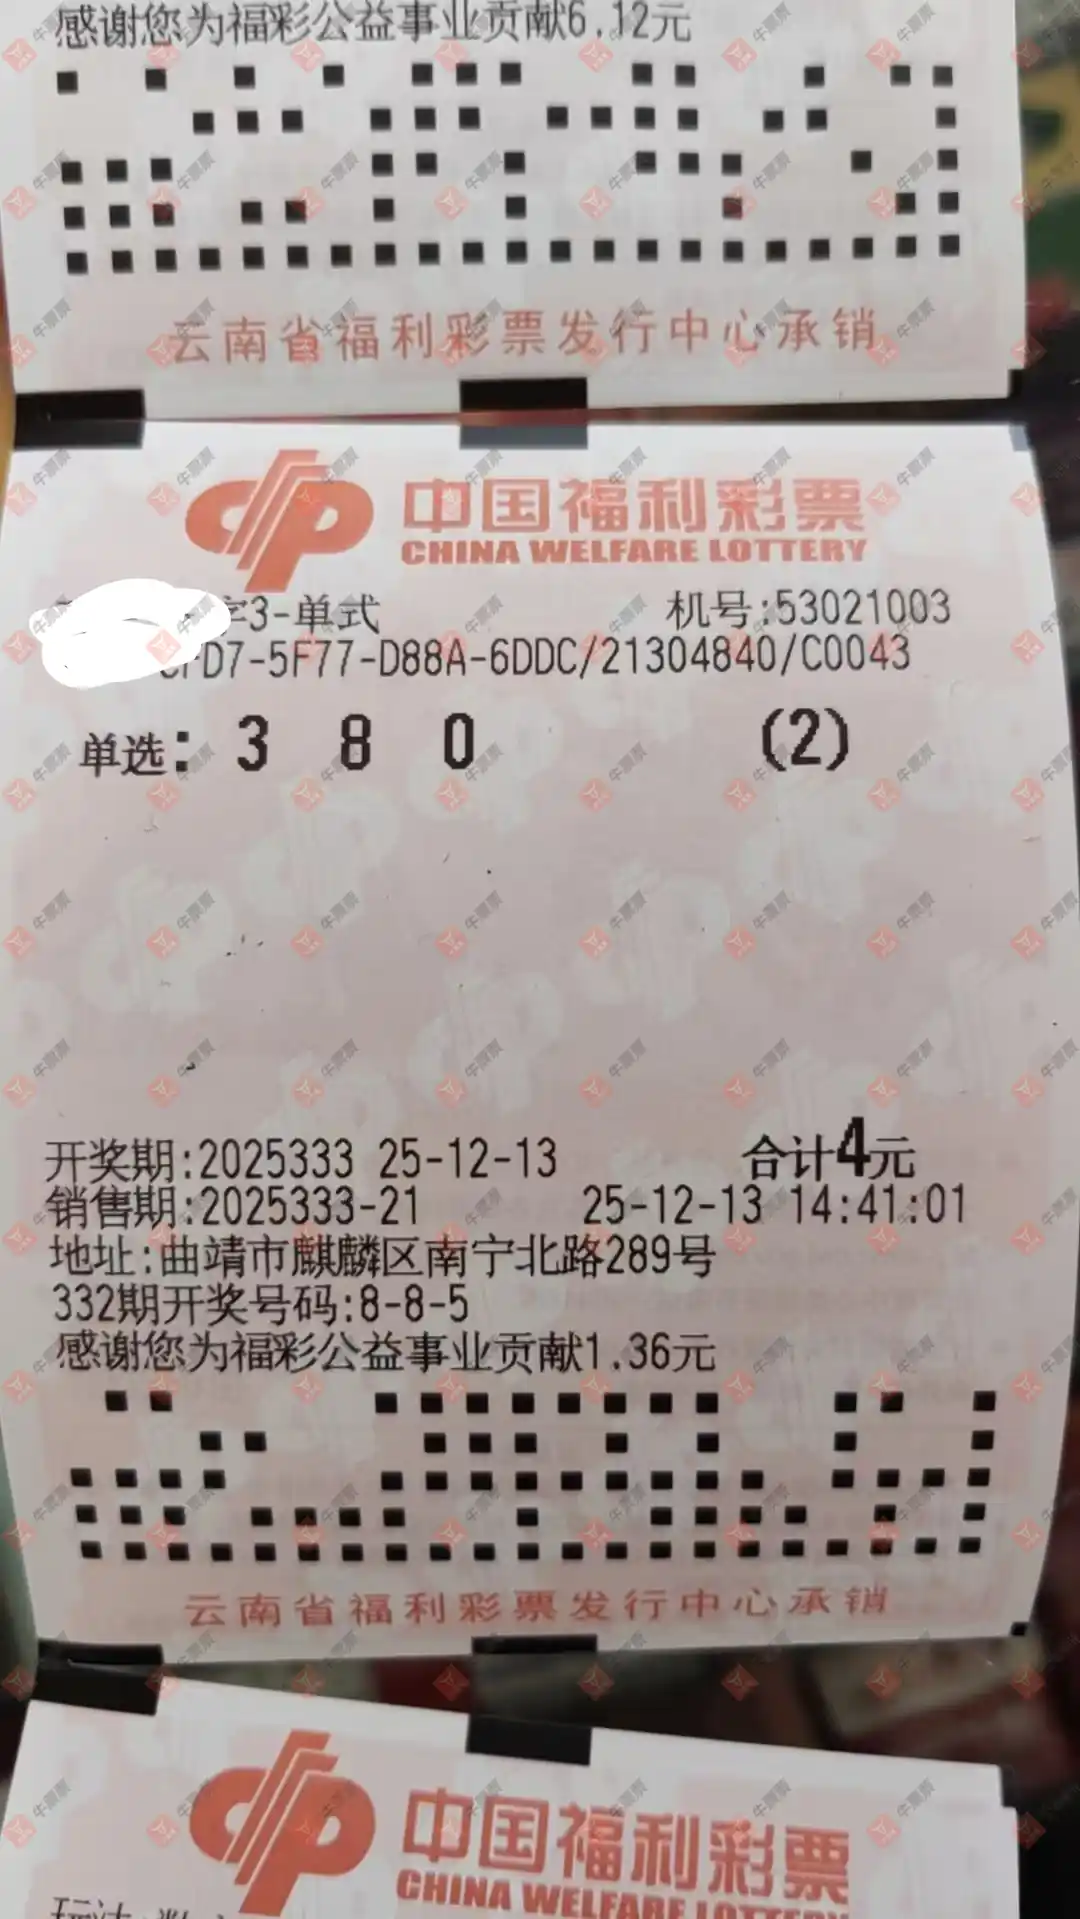 感谢您为福彩公益事业贡献6.12元
云南省福利彩票发行中心承销
中国福利彩票
CHINA WELFARE LOTTERY
字3-单式 机号:53021003
D7-5F77-D88A-6DDC/21304840/C0043
单选: 3 8 0 (2)
开奖期:2025333 25-12-13 合计4元
销售期:2025333-21 25-12-13 14:41:01
地址:曲靖市麒麟区南宁北路289号
332期开奖号码:8-8-5
感谢您为福彩公益事业贡献1.36元
云南省福利彩票发行中心承销
中国福利彩票
CHINA WELFARE LOTTERY